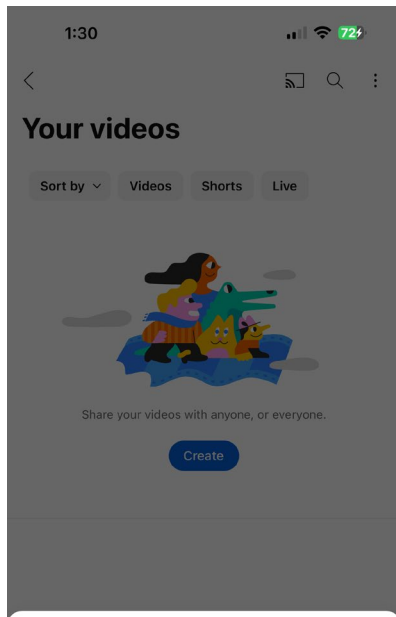 1:30
72
Your videos
Sort by
Videos
Shorts
Live
Share your videos with anyone, or everyone.
Create